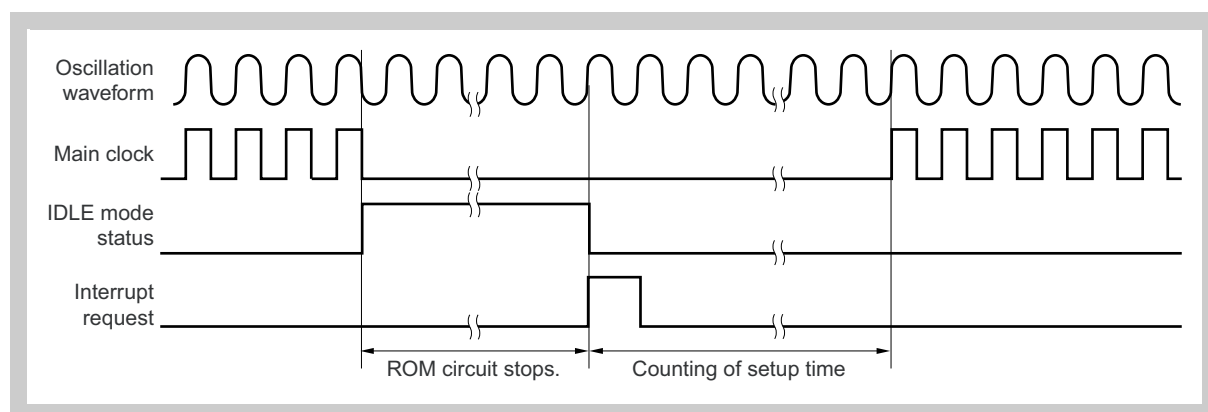 Oscillation
waveform
Main clock
IDLE mode
status
Interrupt
request
ROM circuit stops.
Counting of setup time